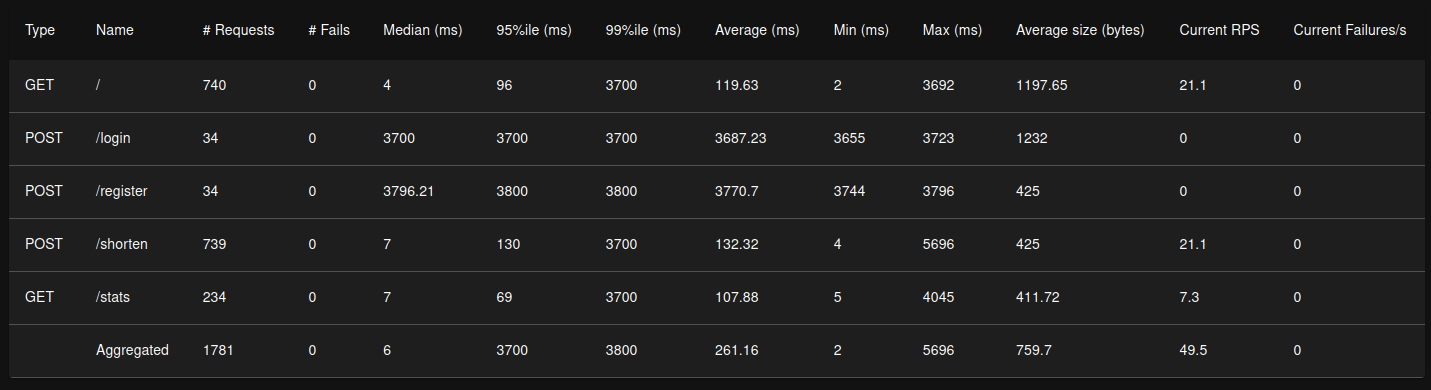 Type Name # Requests # Fails Median (ms) 95%ile (ms) 99%ile (ms) Average (ms) Min (ms) Max (ms) Average size (bytes) Current RPS Current Failures/s
GET / 740 0 4 96 3700 119.63 2 3692 1197.65 21.1 0
POST /login 34 0 3700 3700 3700 3687.23 3655 3723 1232 0 0
POST /register 34 0 3796.21 3800 3800 3770.7 3744 3796 425 0 0
POST /shorten 739 0 7 130 3700 132.32 4 5696 425 21.1 0
GET /stats 234 0 7 69 3700 107.88 5 4045 411.72 7.3 0
Aggregated 1781 0 6 3700 3800 261.16 2 5696 759.7 49.5 0